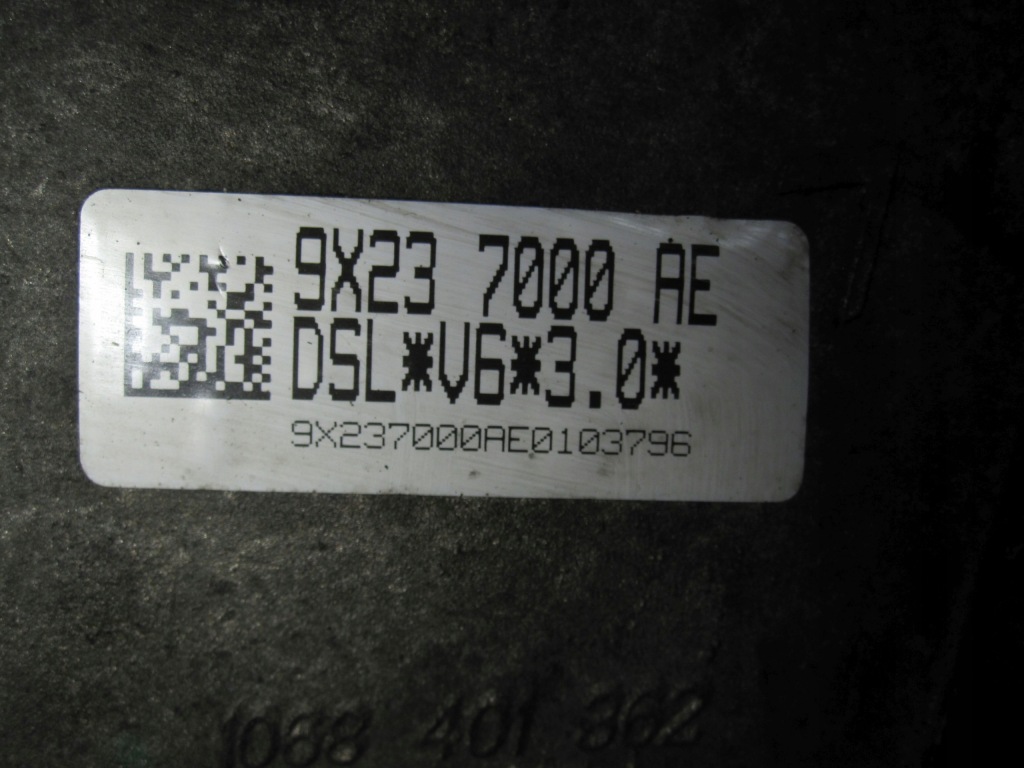 9X23 7000 AE
DSL*V6*3.0*
9X237000AE0103796
1068 401 362